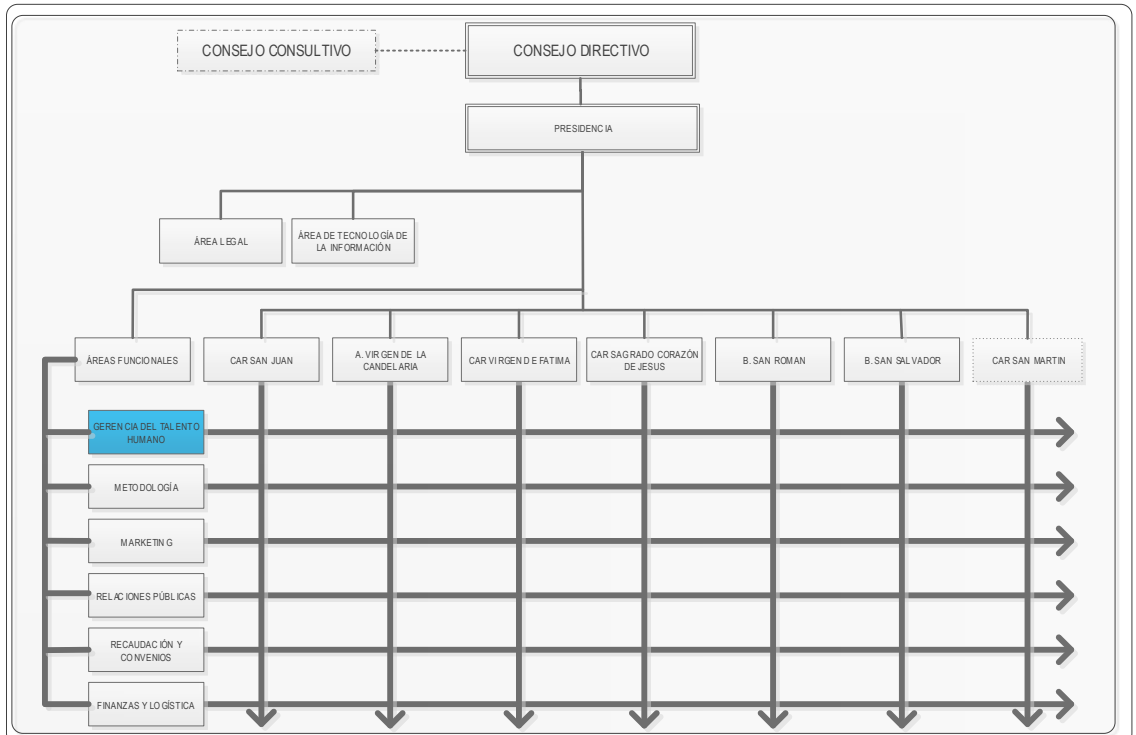 CONSEJO CONSULTIVO
CONSEJO DIRECTIVO
PRESIDENCIA
ÁREA LEGAL
ÁREA DE TECNOLOGÍA DE
LA INFORMACIÓN
ÁREAS FUNCIONALES
CAR SAN JUAN
A. VIRGEN DE LA
CANDELARIA
CAR VIRGEN DE FATIMA
CAR SAGRADO CORAZÓN
DE JESUS
B. SAN ROMAN
B. SAN SALVADOR
CAR SAN MARTIN
GERENCIA DEL TALENTO
HUMANO
METODOLOGÍA
MARKETING
RELACIONES PÚBLICAS
RECAUDACIÓN Y
CONVENIOS
FINANZAS Y LOGÍSTICA